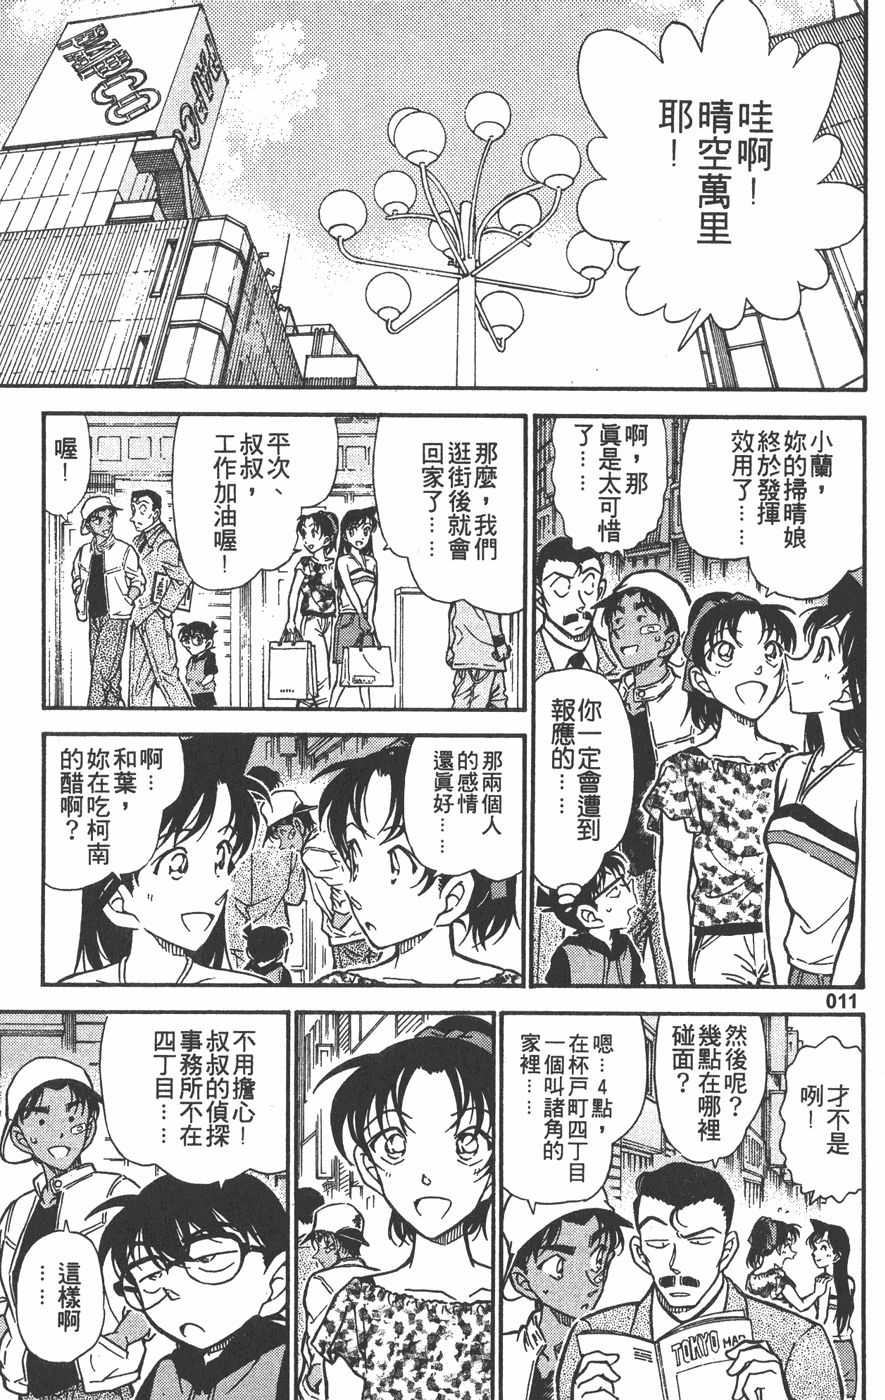 PARCO
PARCO
哇啊！
晴空萬里
耶！
小蘭，
妳的掃晴娘
終於發揮
效用了……
啊，那
真是太可惜
了……
你一定會遭到
報應的……
那麼，我們
逛街後就會
回家了……
平次、
叔叔，
工作加油喔！
喔！
那兩個人
的感情
還真好……
啊…
和葉，
妳在吃柯南
的醋啊？
011
才不是
咧！
然後呢？
幾點在哪裡
碰面？
嗯…4點，
在杯戶町四丁目
一個叫諸角的
家裡……
TOKYO MAP
不用擔心！
叔叔的偵探
事務所不在
四丁目……
這樣啊
……